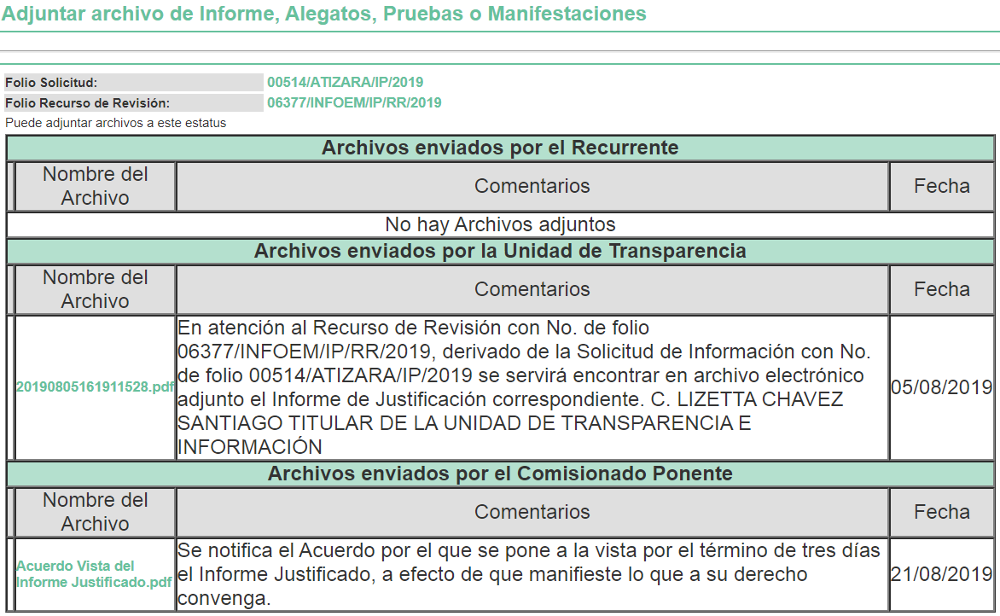 Adjuntar archivo de Informe, Alegatos, Pruebas o Manifestaciones
Folio Solicitud: 00514/ATIZARA/IP/2019
Folio Recurso de Revisión: 06377/INFOEM/IP/RR/2019
Puede adjuntar archivos a este estatus
Archivos enviados por el Recurrente
Nombre del
Archivo
Comentarios
Fecha
No hay Archivos adjuntos
Archivos enviados por la Unidad de Transparencia
Nombre del
Archivo
Comentarios
Fecha
20190805161911528.pdf
En atención al Recurso de Revisión con No. de folio
06377/INFOEM/IP/RR/2019, derivado de la Solicitud de Información con No.
de folio 00514/ATIZARA/IP/2019 se servirá encontrar en archivo electrónico
adjunto el Informe de Justificación correspondiente. C. LIZETTA CHAVEZ
SANTIAGO TITULAR DE LA UNIDAD DE TRANSPARENCIA E
INFORMACIÓN
05/08/2019
Archivos enviados por el Comisionado Ponente
Nombre del
Archivo
Comentarios
Fecha
Acuerdo Vista del
Informe Justificado.pdf
Se notifica el Acuerdo por el que se pone a la vista por el término de tres días
el Informe Justificado, a efecto de que manifieste lo que a su derecho
convenga.
21/08/2019